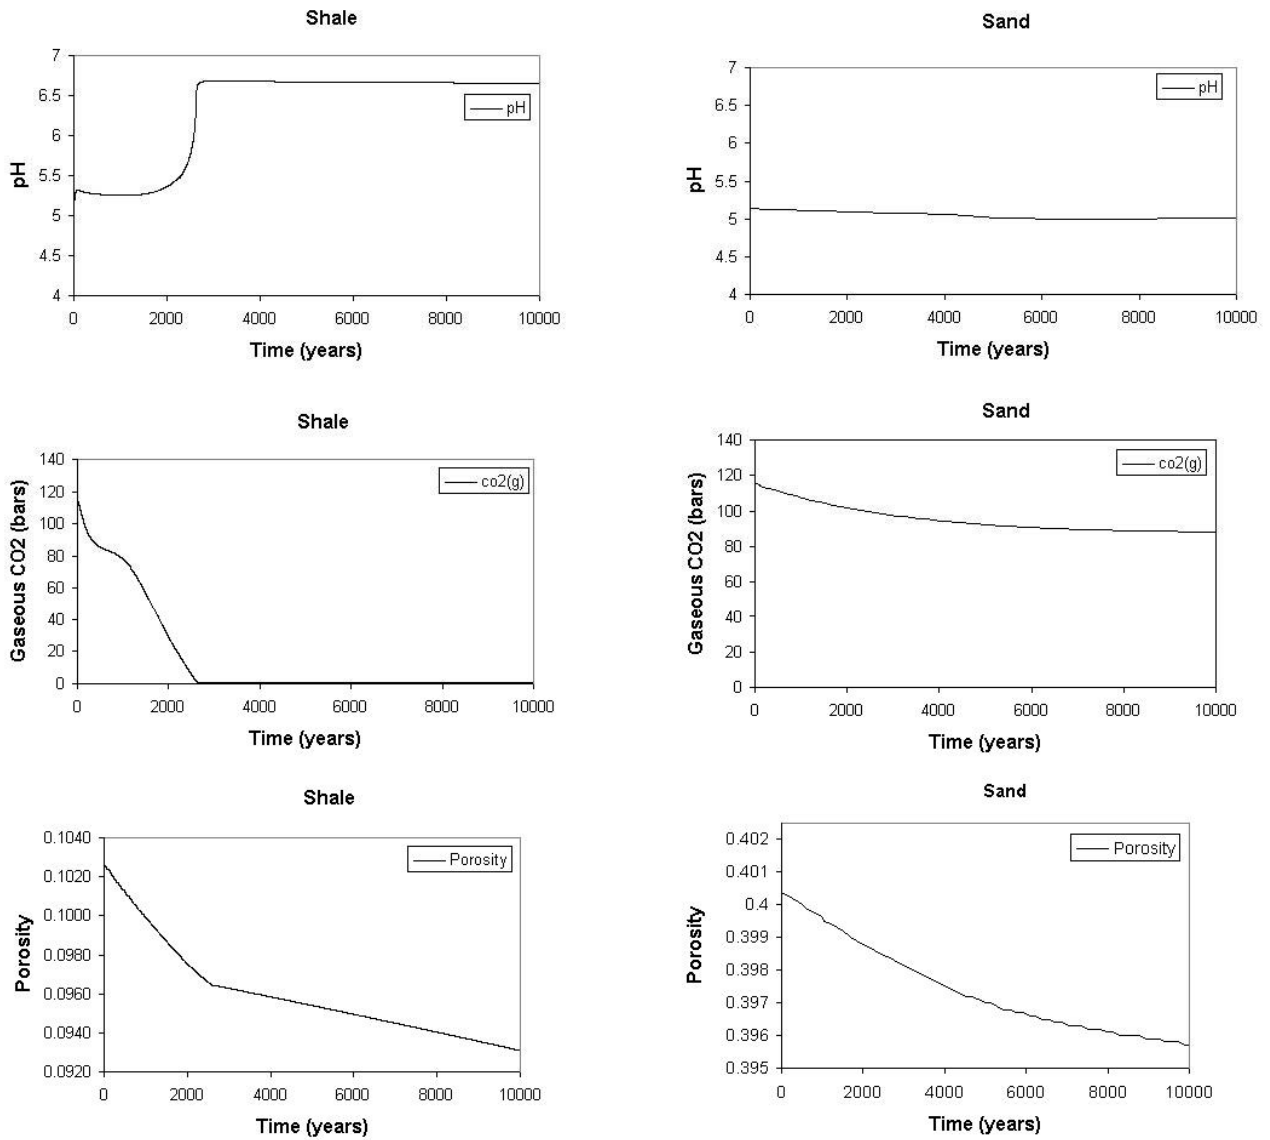 Shale
7
6.5
6
5.5
5
4.5
4
pH
pH
0 2000 4000 6000 8000 10000
Time (years)
Sand
7
6.5
6
5.5
5
4.5
4
pH
pH
0 2000 4000 6000 8000 10000
Time (years)
Shale
140
120
100
80
60
40
20
0
Gaseous CO2 (bars)
co2(g)
0 2000 4000 6000 8000 10000
Time (years)
Sand
140
120
100
80
60
40
20
0
Gaseous CO2 (bars)
co2(g)
0 2000 4000 6000 8000 10000
Time (years)
Shale
0.1040
0.1020
0.1000
0.0980
0.0960
0.0940
0.0920
Porosity
Porosity
0 2000 4000 6000 8000 10000
Time (years)
Sand
0.402
0.401
0.4
0.399
0.398
0.397
0.396
0.395
Porosity
Porosity
0 2000 4000 6000 8000 10000
Time (years)